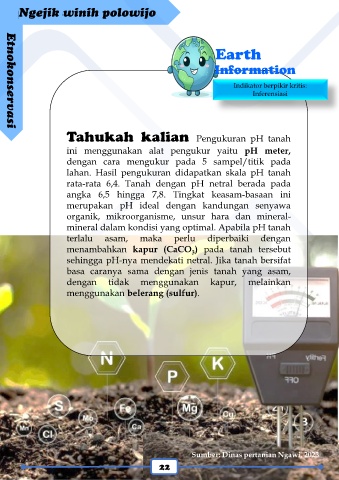 Ngejik winih polowijo
Etnokonservasi
Earth
Information
Indikator berpikir kritis:
Inferensiasi
Tahukah kalian Pengukuran pH tanah
ini menggunakan alat pengukur yaitu pH meter,
dengan cara mengukur pada 5 sampel/titik pada
lahan. Hasil pengukuran didapatkan skala pH tanah
rata-rata 6,4. Tanah dengan pH netral berada pada
angka 6,5 hingga 7,8. Tingkat keasam-basaan ini
merupakan pH ideal dengan kandungan senyawa
organik, mikroorganisme, unsur hara dan mineral-
mineral dalam kondisi yang optimal. Apabila pH tanah
terlalu asam, maka perlu diperbaiki dengan
menambahkan kapur (CaCO₃) pada tanah tersebut
sehingga pH-nya mendekati netral. Jika tanah bersifat
basa caranya sama dengan jenis tanah yang asam,
dengan tidak menggunakan kapur, melainkan
menggunakan belerang (sulfur).
N
P
K
Fertility
PH
OFF
S
Mn
Cl
Mo
Fe
Ca
Mg
Cu
Zn
B
Sumber: Dinas pertanian Ngawi, 2023
22